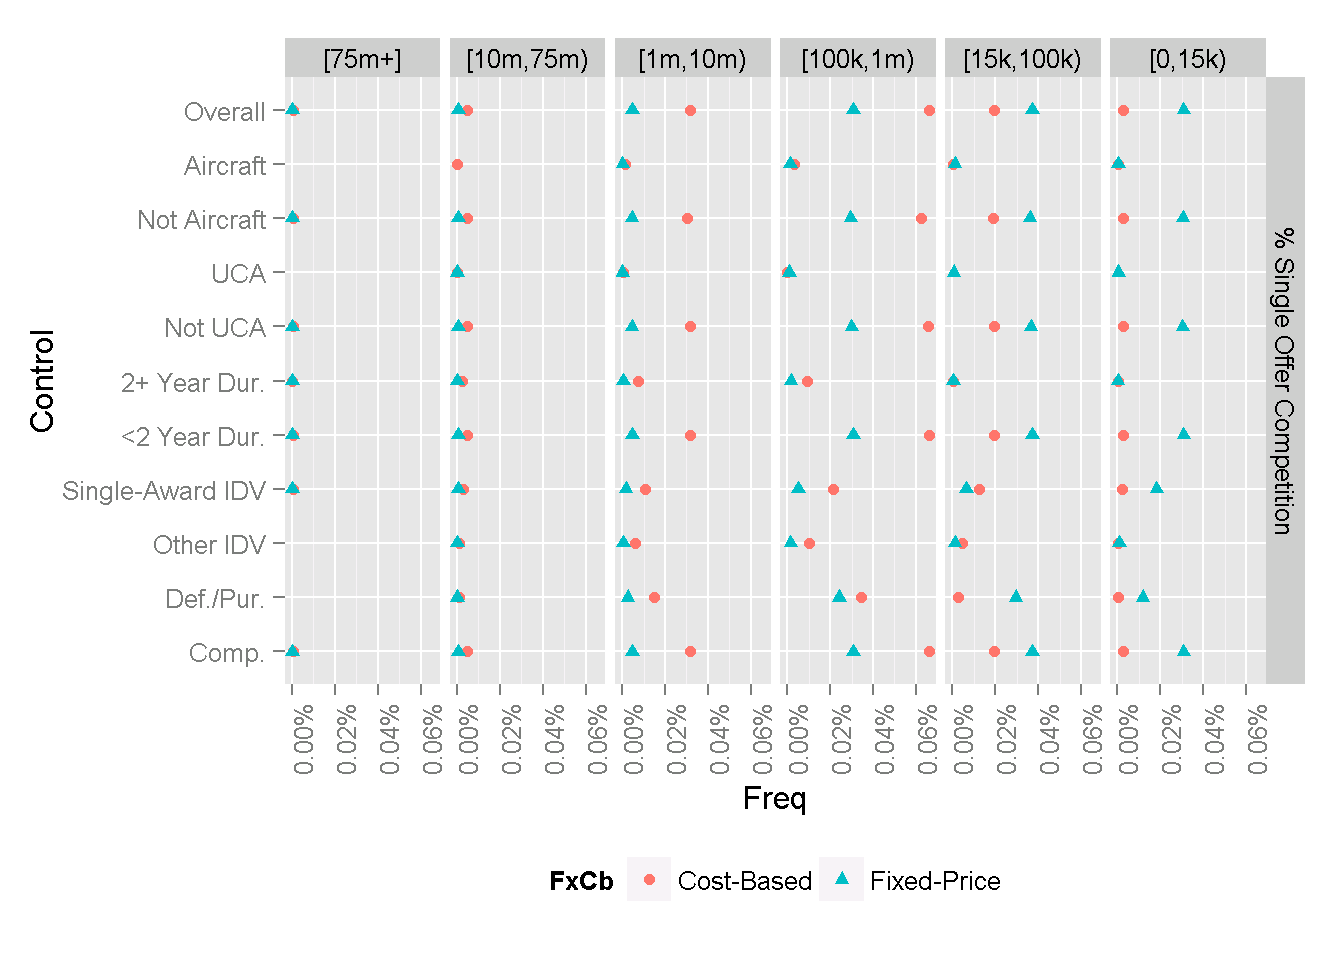 [75m+]
[10m,75m)
[1m,10m)
[100k,1m)
[15k,100k)
[0,15k)
Overall
Aircraft
Not Aircraft
UCA
Not UCA
2+ Year Dur.
<2 Year Dur.
Single-Award IDV
Other IDV
Def./Pur.
Comp.
Control
% Single Offer Competition
0.00% 0.02% 0.04% 0.06%
0.00% 0.02% 0.04% 0.06%
0.00% 0.02% 0.04% 0.06%
0.00% 0.02% 0.04% 0.06%
0.00% 0.02% 0.04% 0.06%
0.00% 0.02% 0.04% 0.06%
Freq
FxCb Cost-Based Fixed-Price